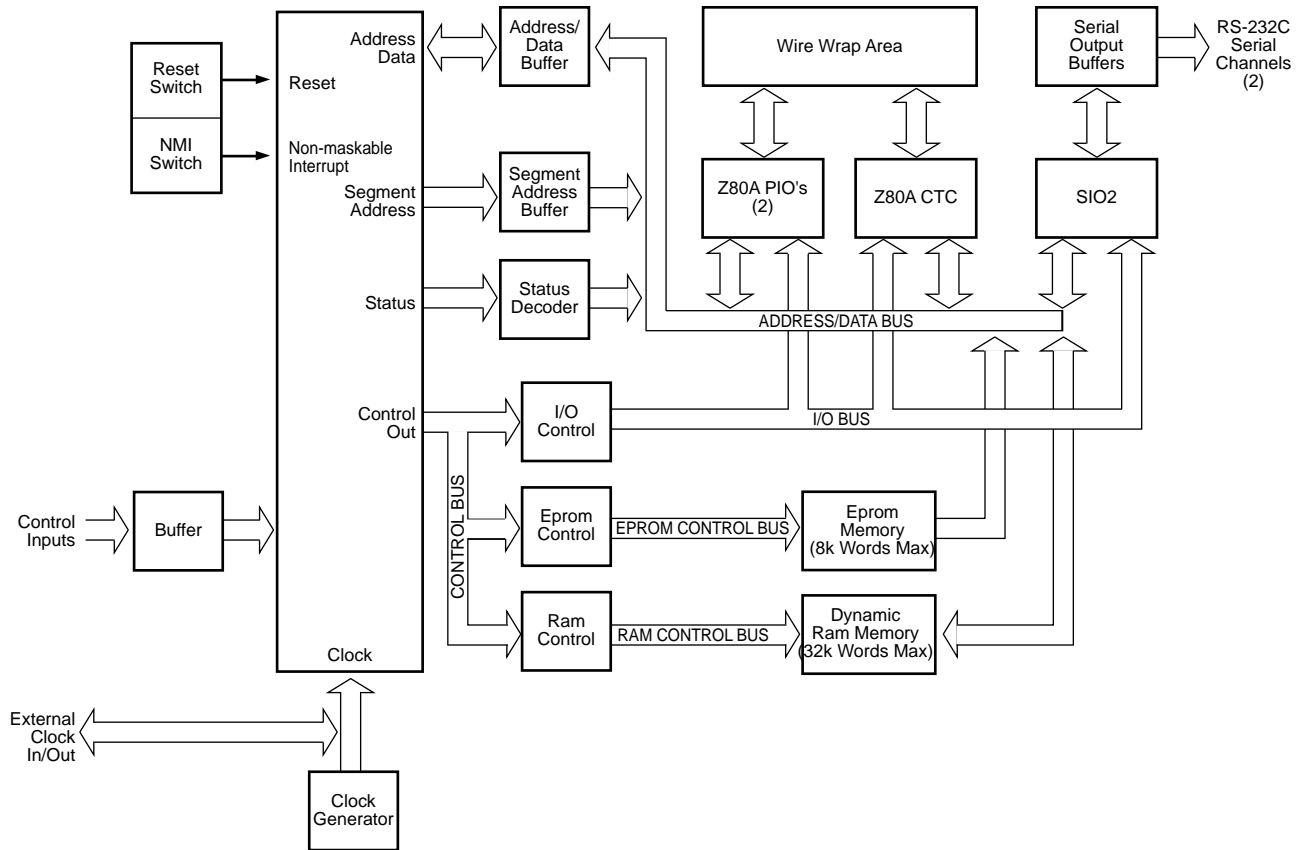 Address
Data
Address/
Data
Buffer
Wire Wrap Area
Serial
Output
Buffers
RS-232C
Serial
Channels
(2)
Reset
Switch
Reset
NMI
Switch
Non-maskable
Interrupt
Segment
Address
Segment
Address
Buffer
Z80A PIO's
(2)
Z80A CTC
SIO2
Status
Status
Decoder
ADDRESS/DATA BUS
Control
Out
I/O
Control
I/O BUS
CONTROL BUS
Control
Inputs
Buffer
Eprom
Control
EPROM CONTROL BUS
Eprom
Memory
(8k Words Max)
Ram
Control
RAM CONTROL BUS
Dynamic
Ram Memory
(32k Words Max)
Clock
External
Clock
In/Out
Clock
Generator